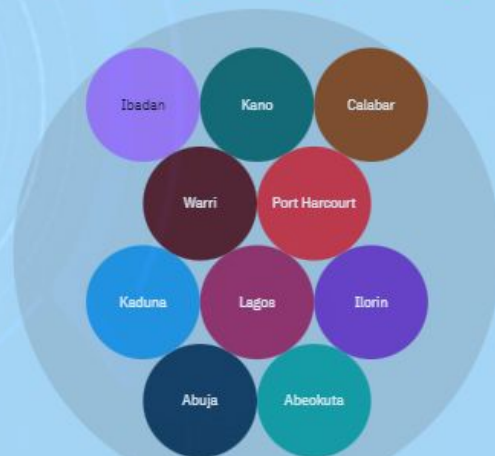 Ibadan
Kano
Calabar
Warri
Port Harcourt
Kaduna
Lagos
Ilorin
Abuja
Abeokuta